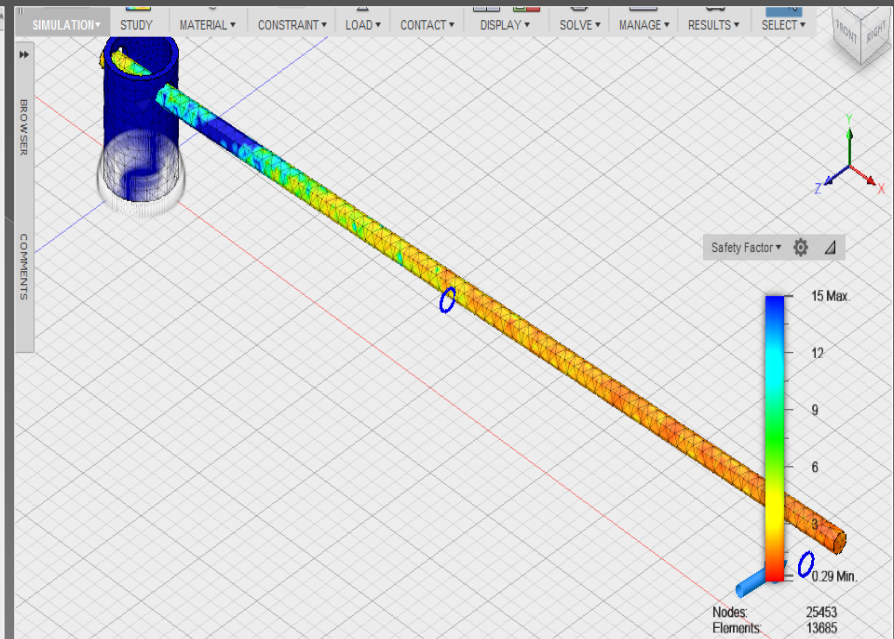 SIMULATION▾ STUDY MATERIAL▾ CONSTRAINT▾ LOAD▾ CONTACT▾ DISPLAY▾ SOLVE▾ MANAGE▾ RESULTS▾ SELECT▾
FRONT RIGHT
BROWSER
COMMENTS
Y
Z X
Safety Factor▾
15 Max.
12
9
6
3
0.29 Min.
Nodes: 25453
Elements: 13685